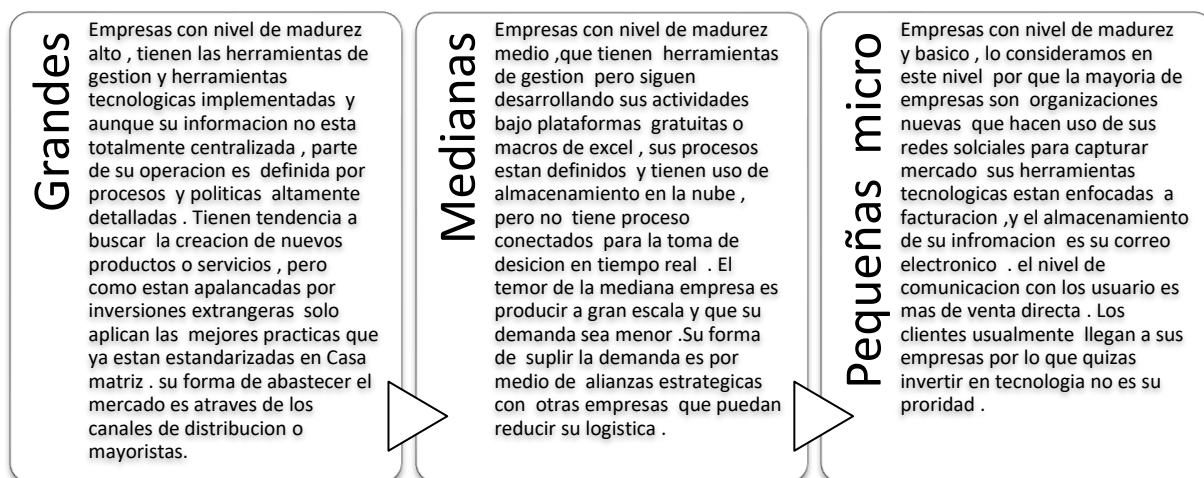 Grandes
Empresas con nivel de madurez
alto , tienen las herramientas de
gestion y herramientas
tecnologicas implementadas y
aunque su informacion no esta
totalmente centralizada , parte
de su operacion es definida por
procesos y politicas altamente
detalladas . Tienen tendencia a
buscar la creacion de nuevos
productos o servicios , pero
como estan apalancadas por
inversiones extrangeras solo
aplican las mejores practicas que
ya estan estandarizadas en Casa
matriz . su forma de abastecer el
mercado es atraves de los
canales de distribucion o
mayoristas.
Medianas
Empresas con nivel de madurez
medio ,que tienen herramientas
de gestion pero siguen
desarrollando sus actividades
bajo plataformas gratuitas o
macros de excel , sus procesos
estan definidos y tienen uso de
almacenamiento en la nube ,
pero no tiene proceso
conectados para la toma de
desicion en tiempo real . El
temor de la mediana empresa es
producir a gran escala y que su
demanda sea menor .Su forma
de suplir la demanda es por
medio de alianzas estrategicas
con otras empresas que puedan
reducir su logistica .
Pequeñas micro
Empresas con nivel de madurez
y basico , lo consideramos en
este nivel por que la mayoria de
empresas son organizaciones
nuevas que hacen uso de sus
redes solciales para capturar
mercado sus herramientas
tecnologicas estan enfocadas a
facturacion ,y el almacenamiento
de su infromacion es su correo
electronico . el nivel de
comunicacion con los usuario es
mas de venta directa . Los
clientes usualmente llegan a sus
empresas por lo que quizas
invertir en tecnologia no es su
proridad .